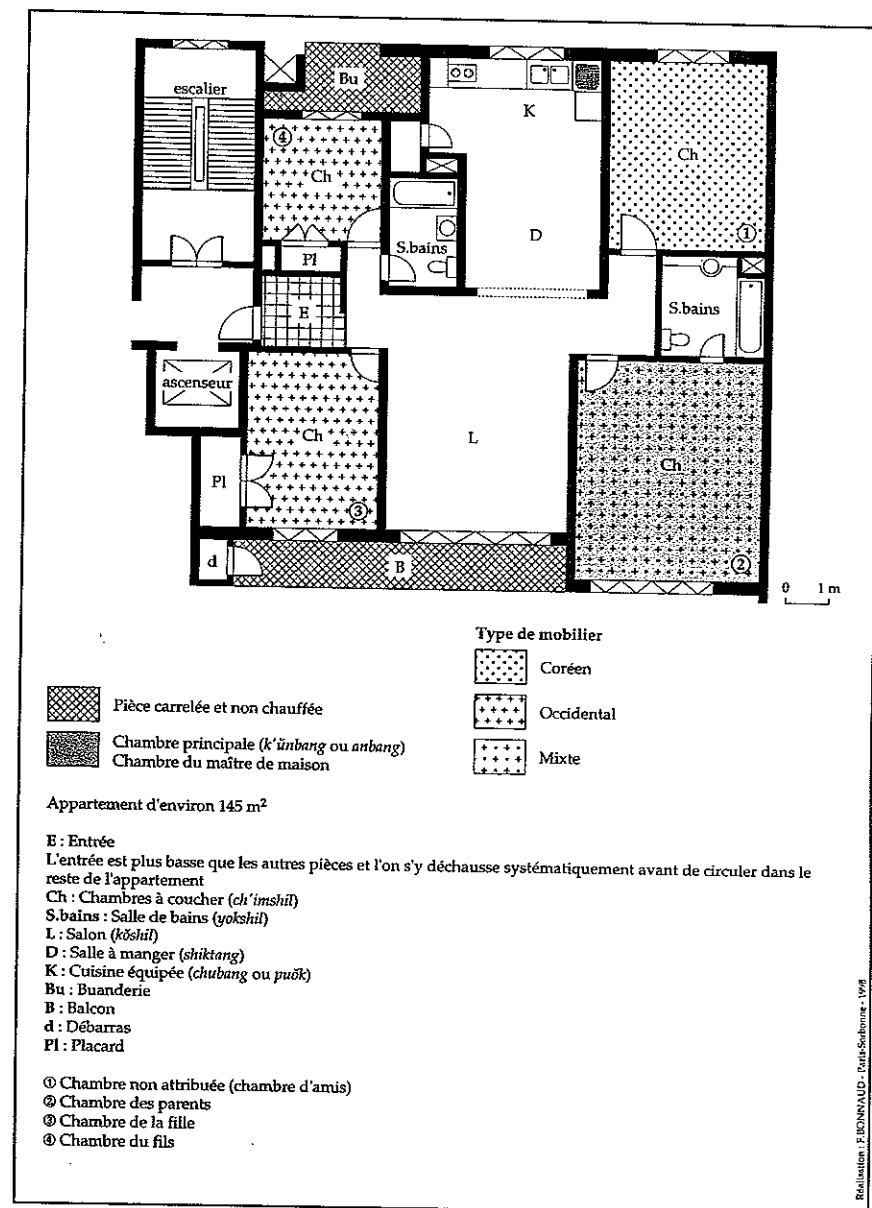 escalier
Bu
K
④
Ch
Ch
S.bains
D
①
Pl
E
S.bains
ascenseur
Ch
L
Ch
Pl
③
②
d
B
0 1 m
Type de mobilier
Coréen
Occidental
Mixte
Pièce carrelée et non chauffée
Chambre principale (k'ŭnbang ou anbang)
Chambre du maître de maison
Appartement d'environ 145 m²
E : Entrée
L'entrée est plus basse que les autres pièces et l'on s'y déchausse systématiquement avant de circuler dans le
reste de l'appartement
Ch : Chambres à coucher (ch'imshil)
S.bains : Salle de bains (yokshil)
L : Salon (kŏshil)
D : Salle à manger (shiktang)
K : Cuisine équipée (chubang ou puŏk)
Bu : Buanderie
B : Balcon
d : Débarras
Pl : Placard
① Chambre non attribuée (chambre d'amis)
② Chambre des parents
③ Chambre de la fille
④ Chambre du fils
Réalisation : F. BONNAUD - Paris-Sorbonne - 1998